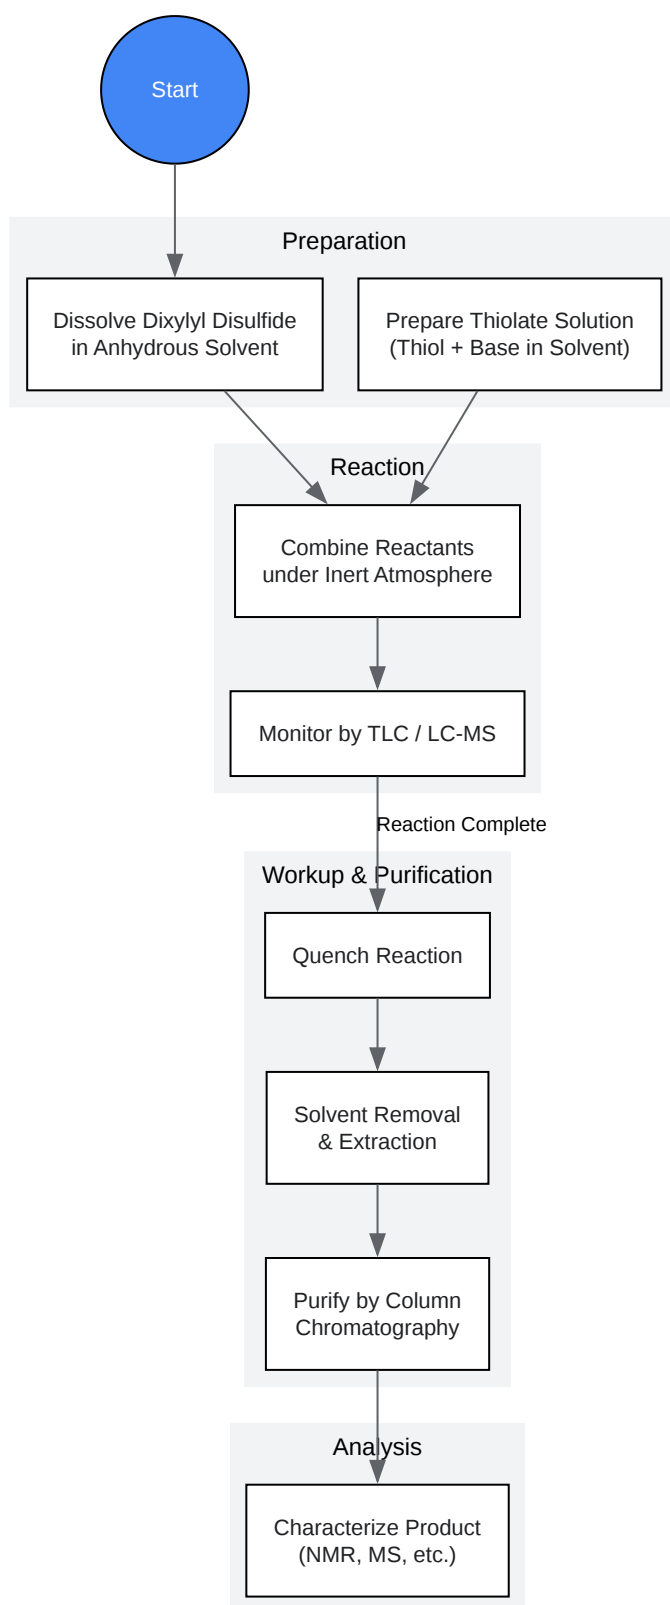 Start
Preparation
Dissolve Dixylyl Disulfide
in Anhydrous Solvent
Prepare Thiolate Solution
(Thiol + Base in Solvent)
Reaction
Combine Reactants
under Inert Atmosphere
Monitor by TLC / LC-MS
Reaction Complete
Workup & Purification
Quench Reaction
Solvent Removal
& Extraction
Purify by Column
Chromatography
Analysis
Characterize Product
(NMR, MS, etc.)